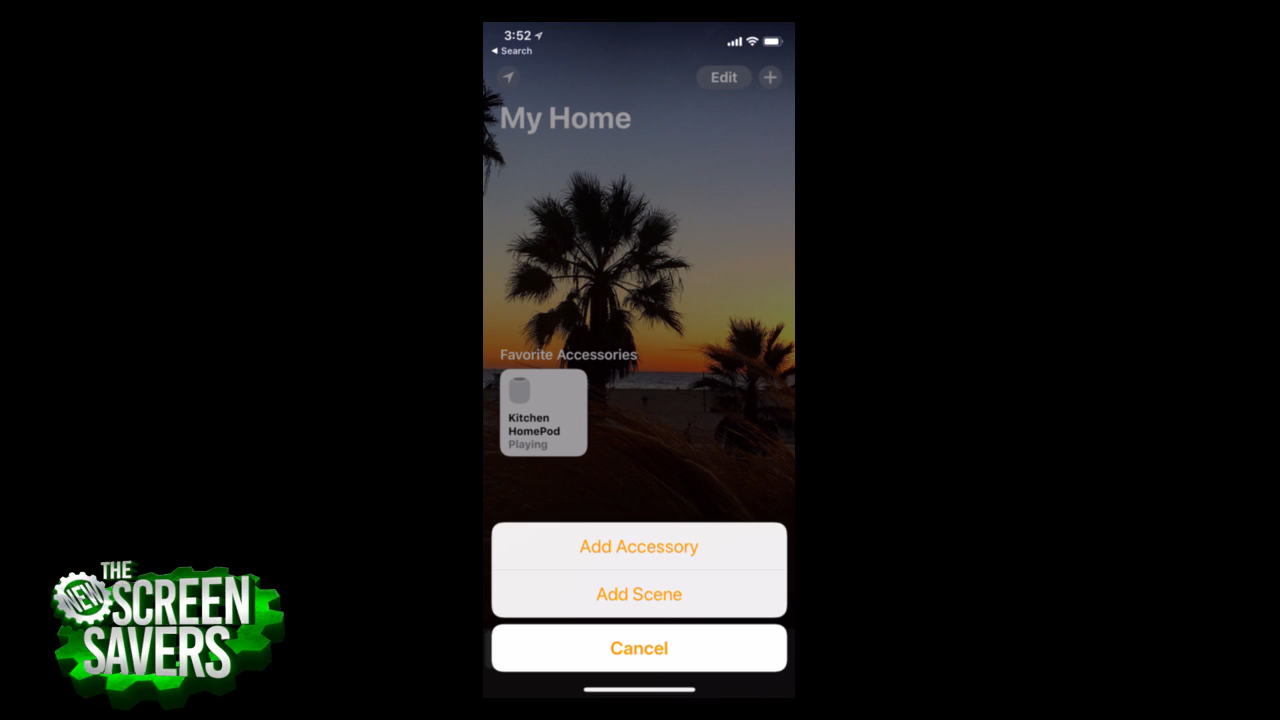 3:52
Search
Edit
My Home
Favorite Accessories
Kitchen
HomePod
Playing
Add Accessory
Add Scene
Cancel
THE
NEW
SCREEN
SAVERS